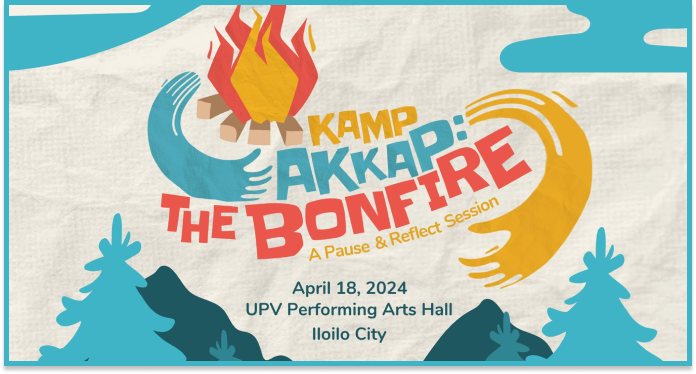 KAMP
AKKAP:
THE BONFIRE
A Pause & Reflect Session
April 18, 2024
UPV Performing Arts Hall
Iloilo City